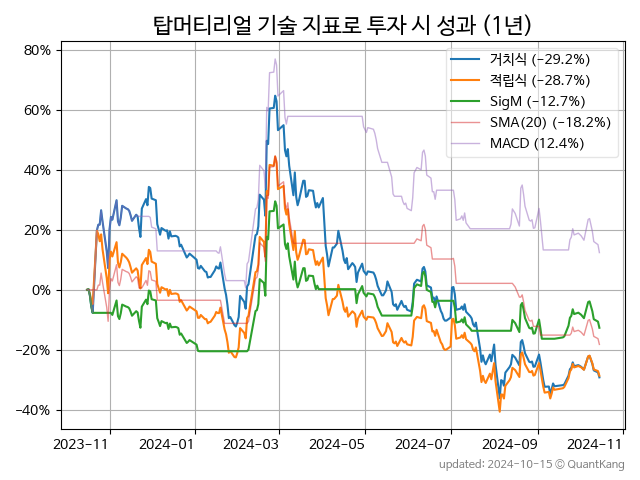 탑머티리얼 기술 지표로 투자 시 성과 (1년)
80%
60%
40%
20%
0%
−20%
−40%
거치식 (−29.2%)
적립식 (−28.7%)
SigM (−12.7%)
SMA(20) (−18.2%)
MACD (12.4%)
2023-11
2024-01
2024-03
2024-05
2024-07
2024-09
2024-11
updated: 2024-10-15 © QuantKang